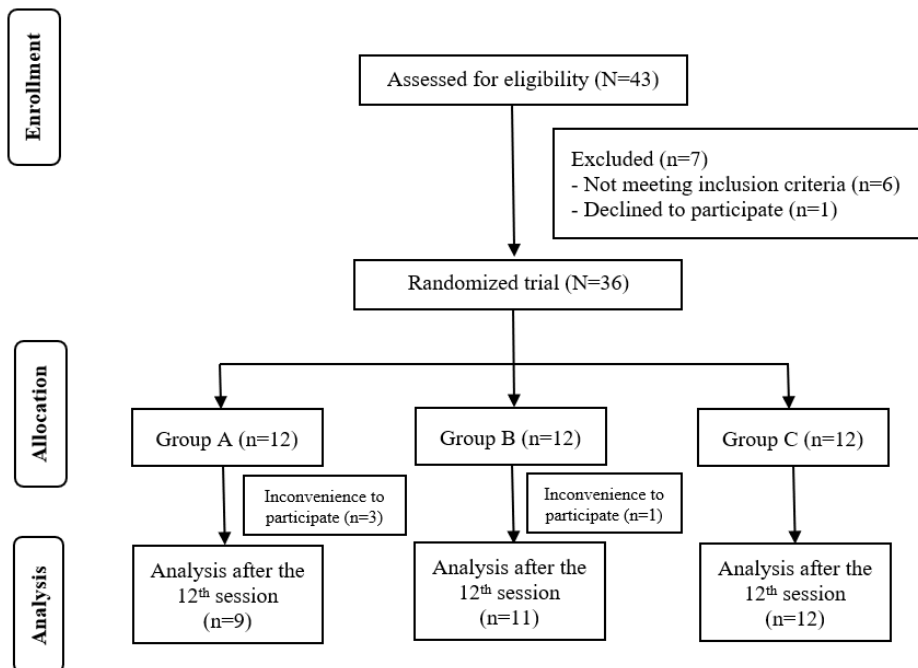 Enrollment
Assessed for eligibility (N=43)
Excluded (n=7)
- Not meeting inclusion criteria (n=6)
- Declined to participate (n=1)
Randomized trial (N=36)
Allocation
Group A (n=12)
Group B (n=12)
Group C (n=12)
Inconvenience to
participate (n=3)
Inconvenience to
participate (n=1)
Analysis
Analysis after the
12th session
(n=9)
Analysis after the
12th session
(n=11)
Analysis after the
12th session
(n=12)